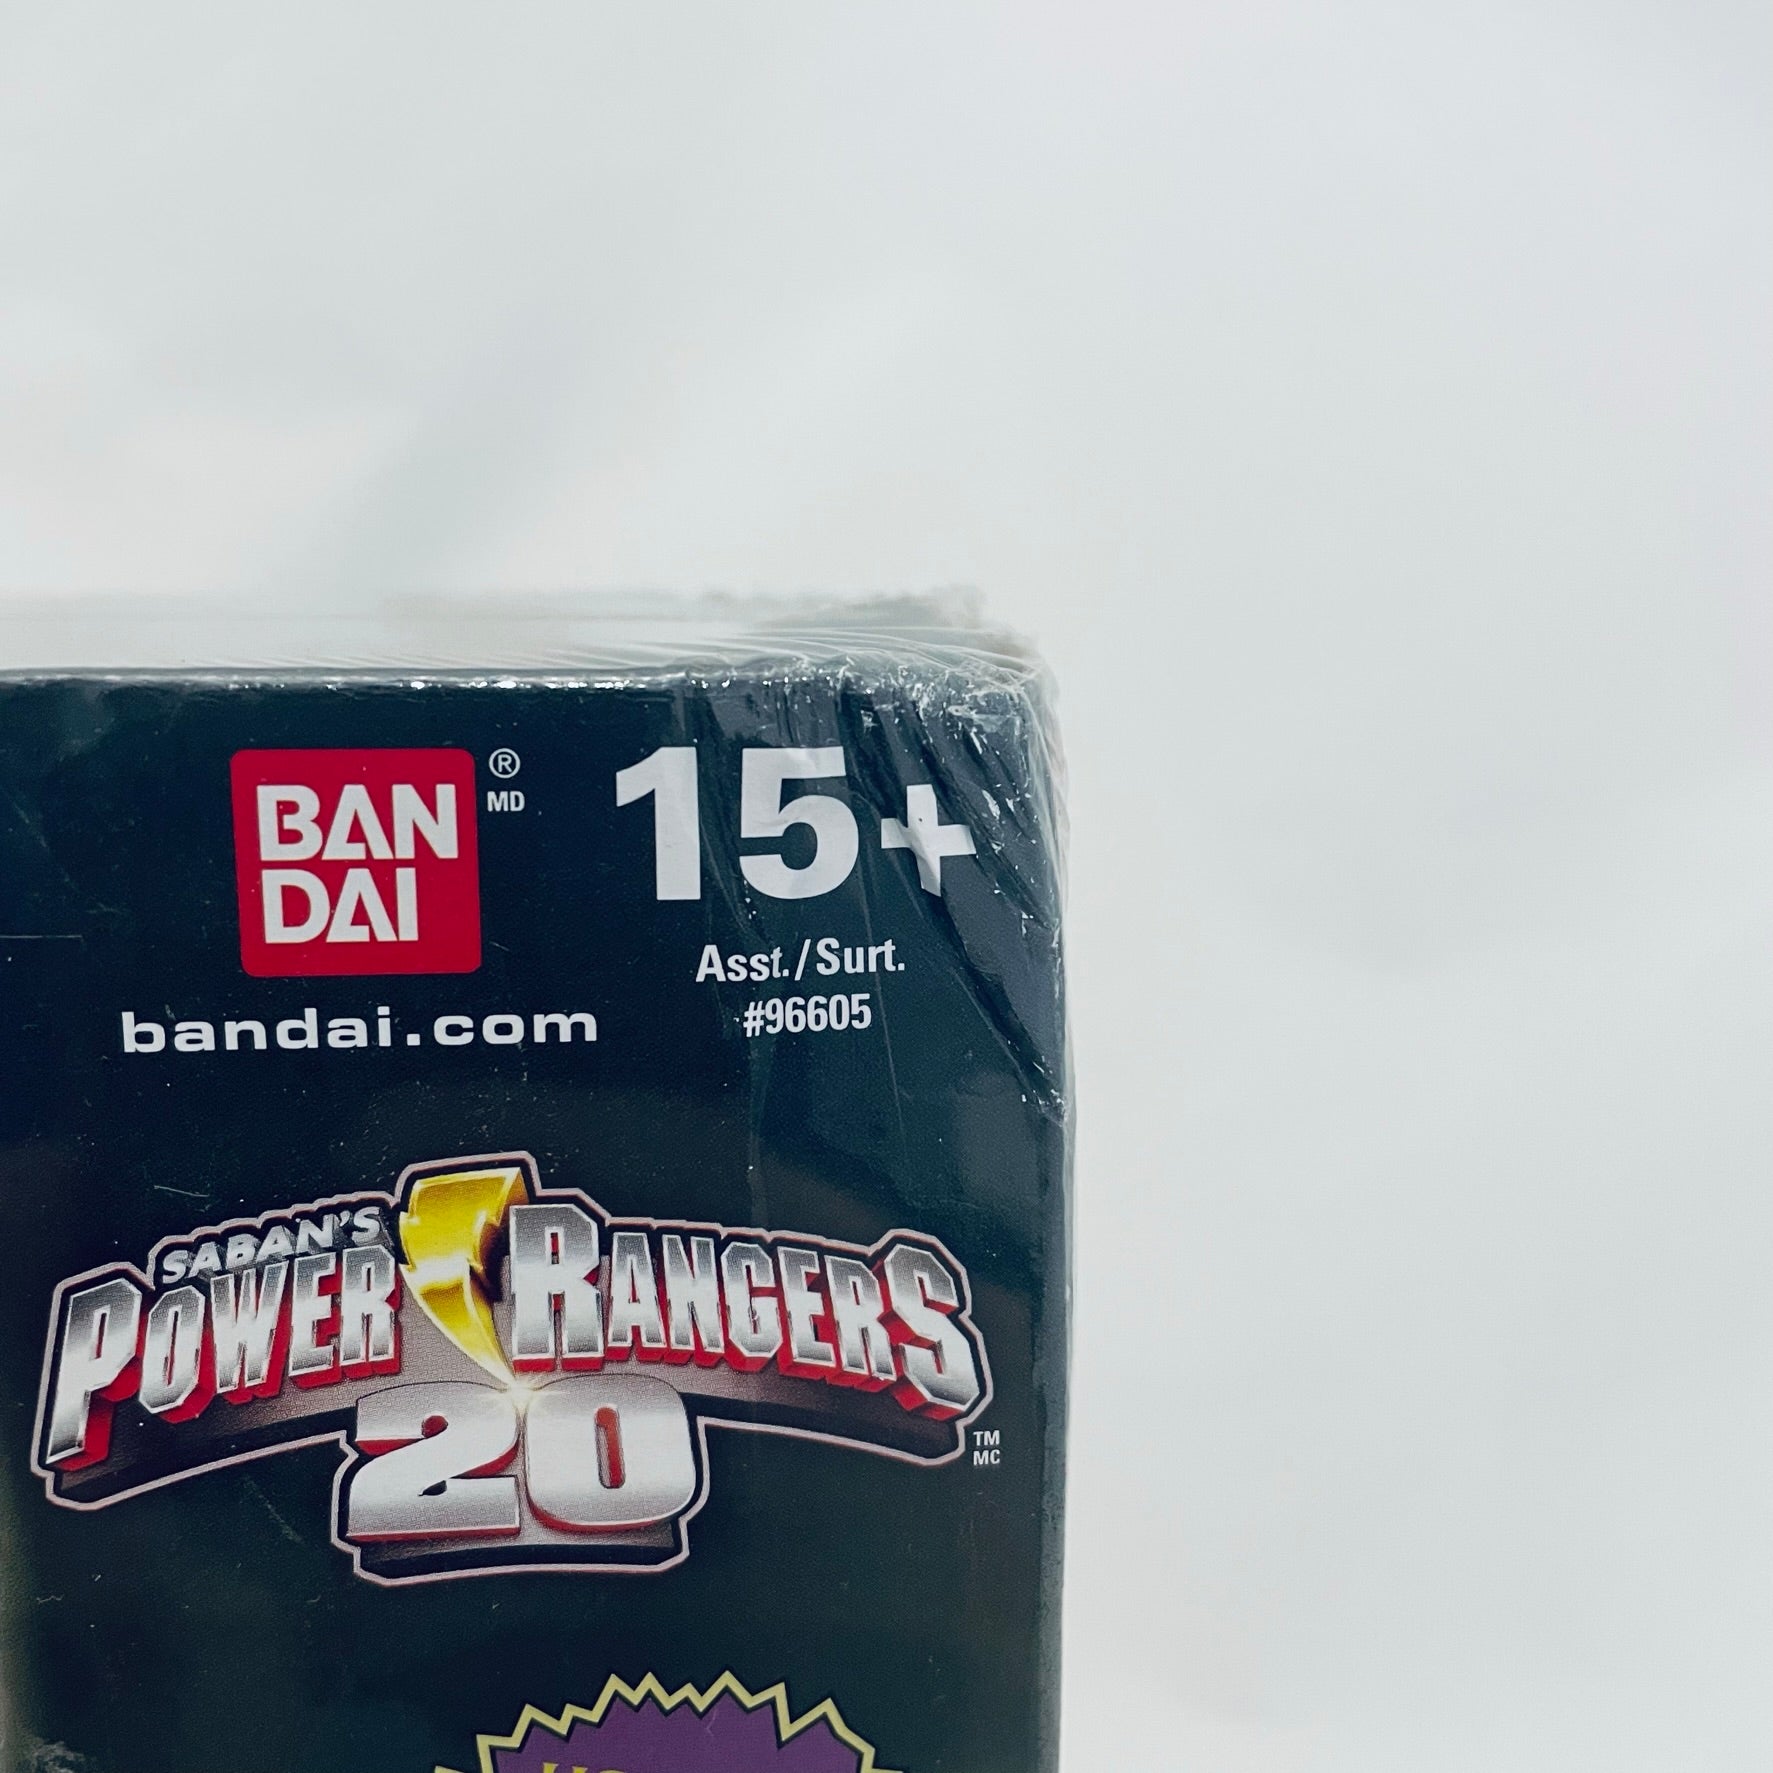 BAN
DAI
®
MD
15+
Asst./Surt.
#96605
bandai.com
SABAN'S
POWER RANGERS
20
TM
MC